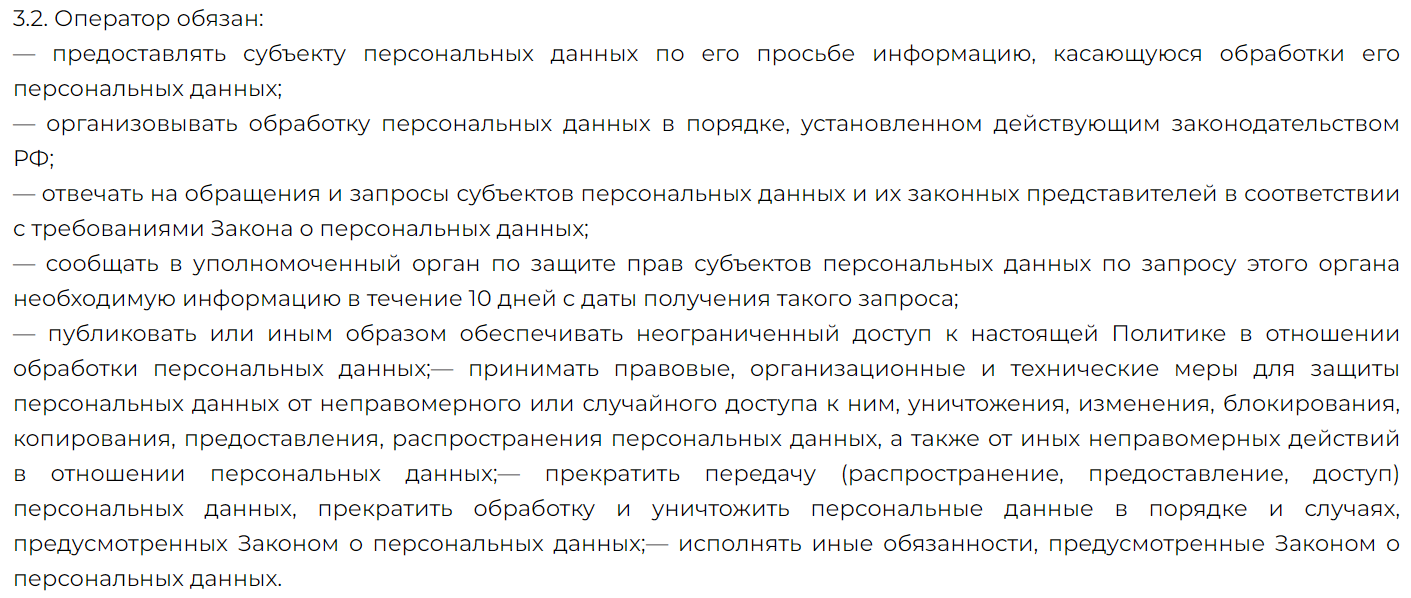 3.2. Оператор обязан:
— предоставлять субъекту персональных данных по его просьбе информацию, касающуюся обработки его
персональных данных;
— организовывать обработку персональных данных в порядке, установленном действующим законодательством
РФ;
— отвечать на обращения и запросы субъектов персональных данных и их законных представителей в соответствии
с требованиями Закона о персональных данных;
— сообщать в уполномоченный орган по защите прав субъектов персональных данных по запросу этого органа
необходимую информацию в течение 10 дней с даты получения такого запроса;
— публиковать или иным образом обеспечивать неограниченный доступ к настоящей Политике в отношении
обработки персональных данных;— принимать правовые, организационные и технические меры для защиты
персональных данных от неправомерного или случайного доступа к ним, уничтожения, изменения, блокирования,
копирования, предоставления, распространения персональных данных, а также от иных неправомерных действий
в отношении персональных данных;— прекратить передачу (распространение, предоставление, доступ)
персональных данных, прекратить обработку и уничтожить персональные данные в порядке и случаях,
предусмотренных Законом о персональных данных;— исполнять иные обязанности, предусмотренные Законом о
персональных данных.